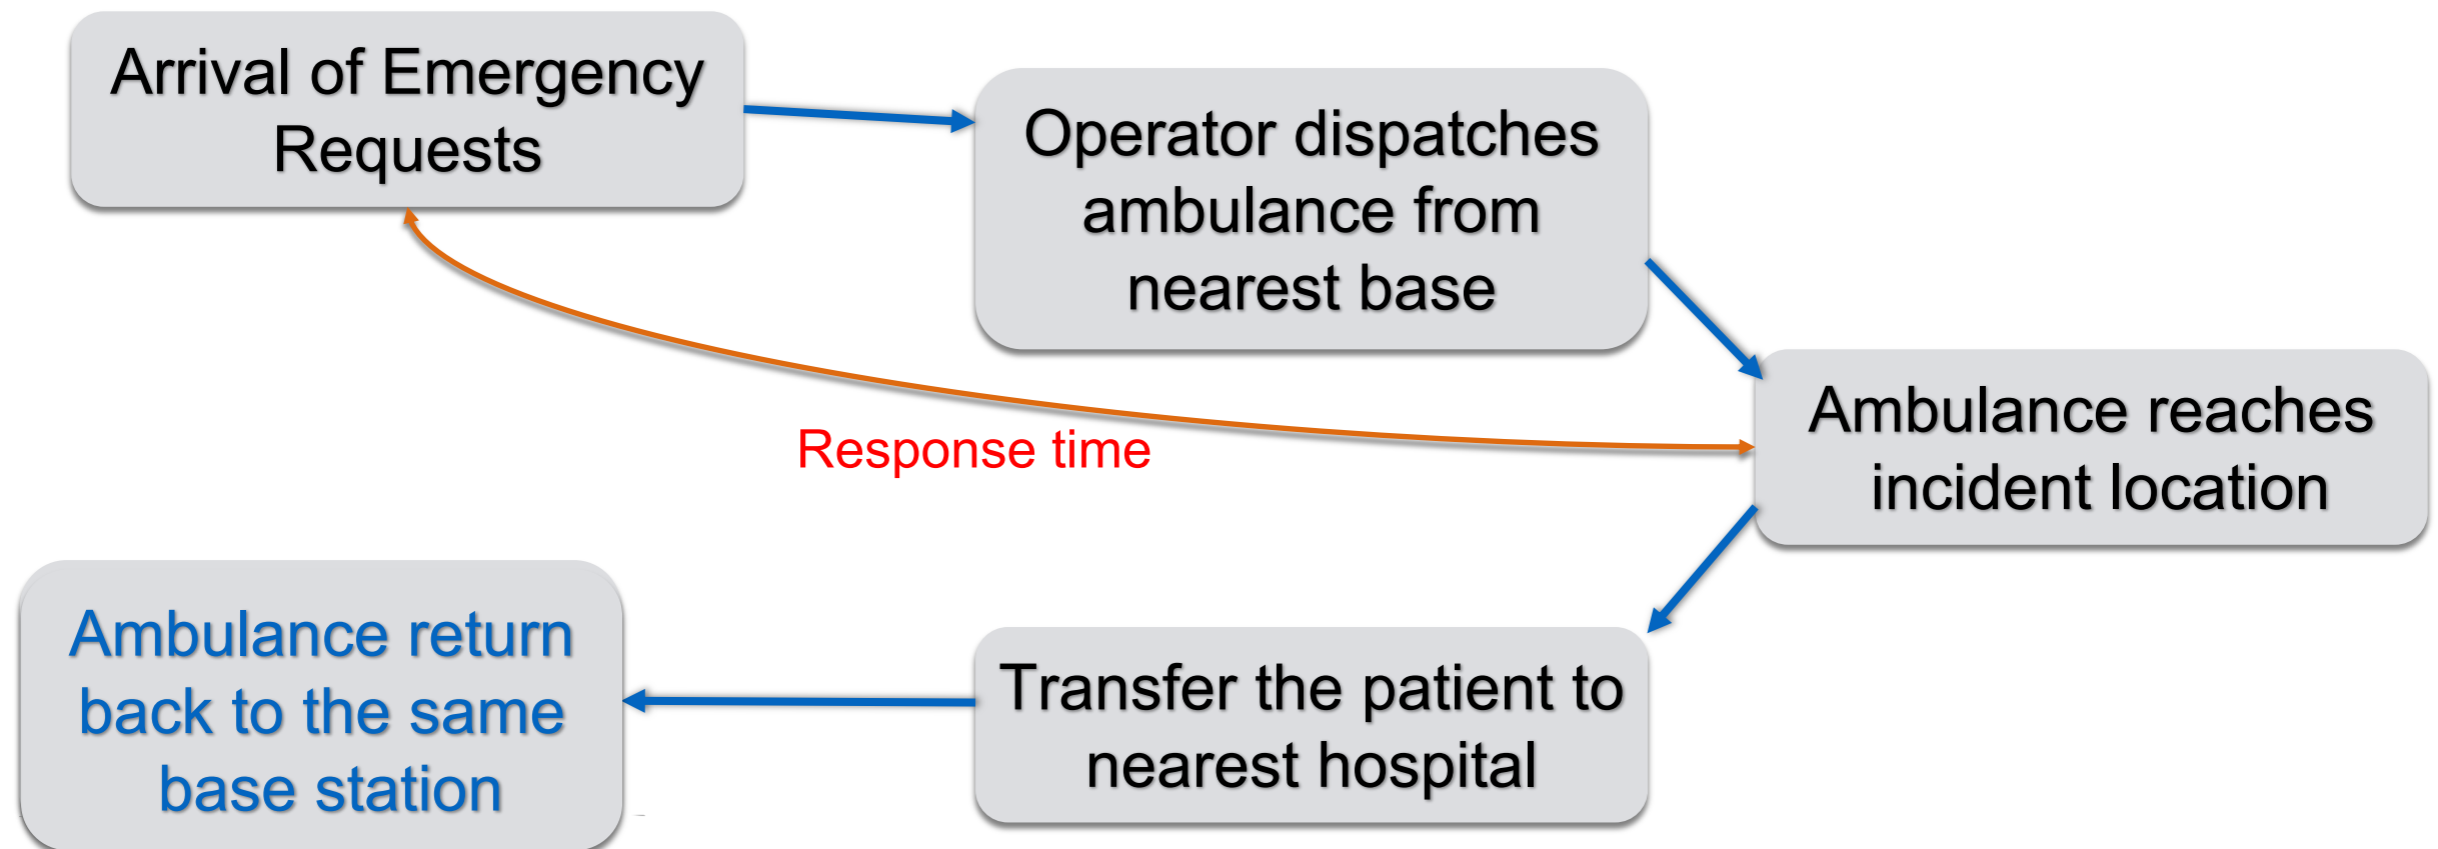 Arrival of Emergency
Requests
Operator dispatches
ambulance from
nearest base
Ambulance reaches
incident location
Response time
Transfer the patient to
nearest hospital
Ambulance return
back to the same
base station